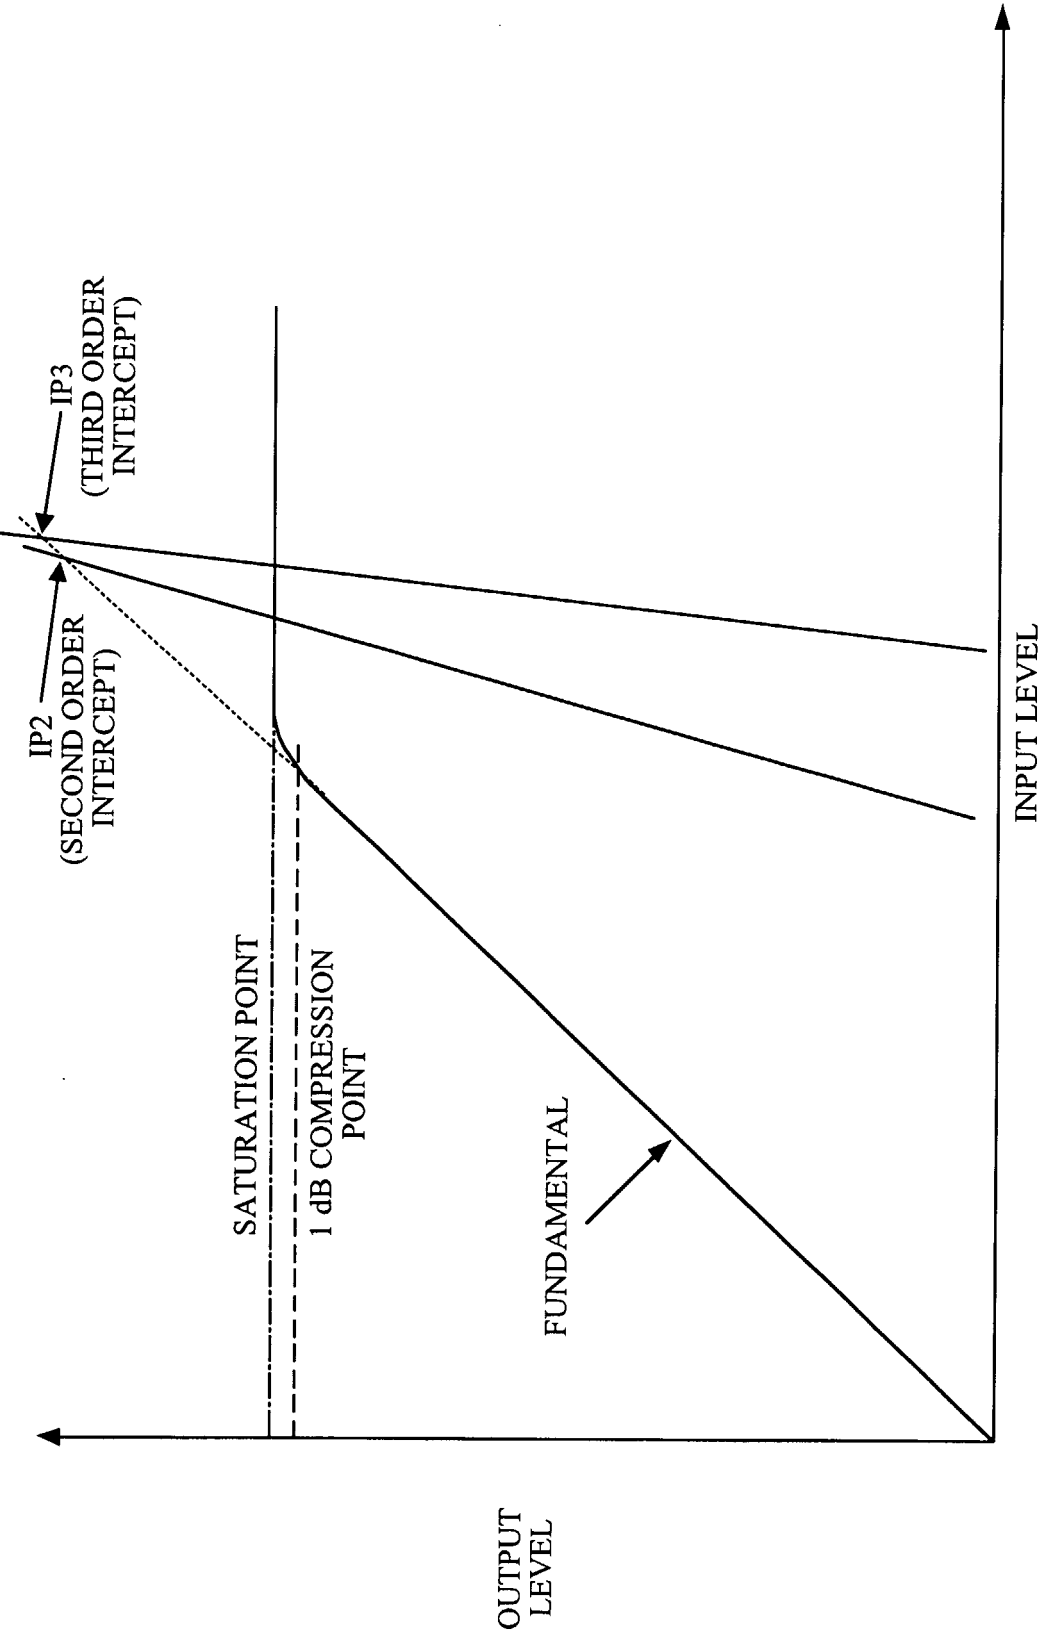 IP2
(SECOND ORDER
INTERCEPT)
IP3
(THIRD ORDER
INTERCEPT)
SATURATION POINT
1 dB COMPRESSION
POINT
FUNDAMENTAL
OUTPUT
LEVEL
INPUT LEVEL